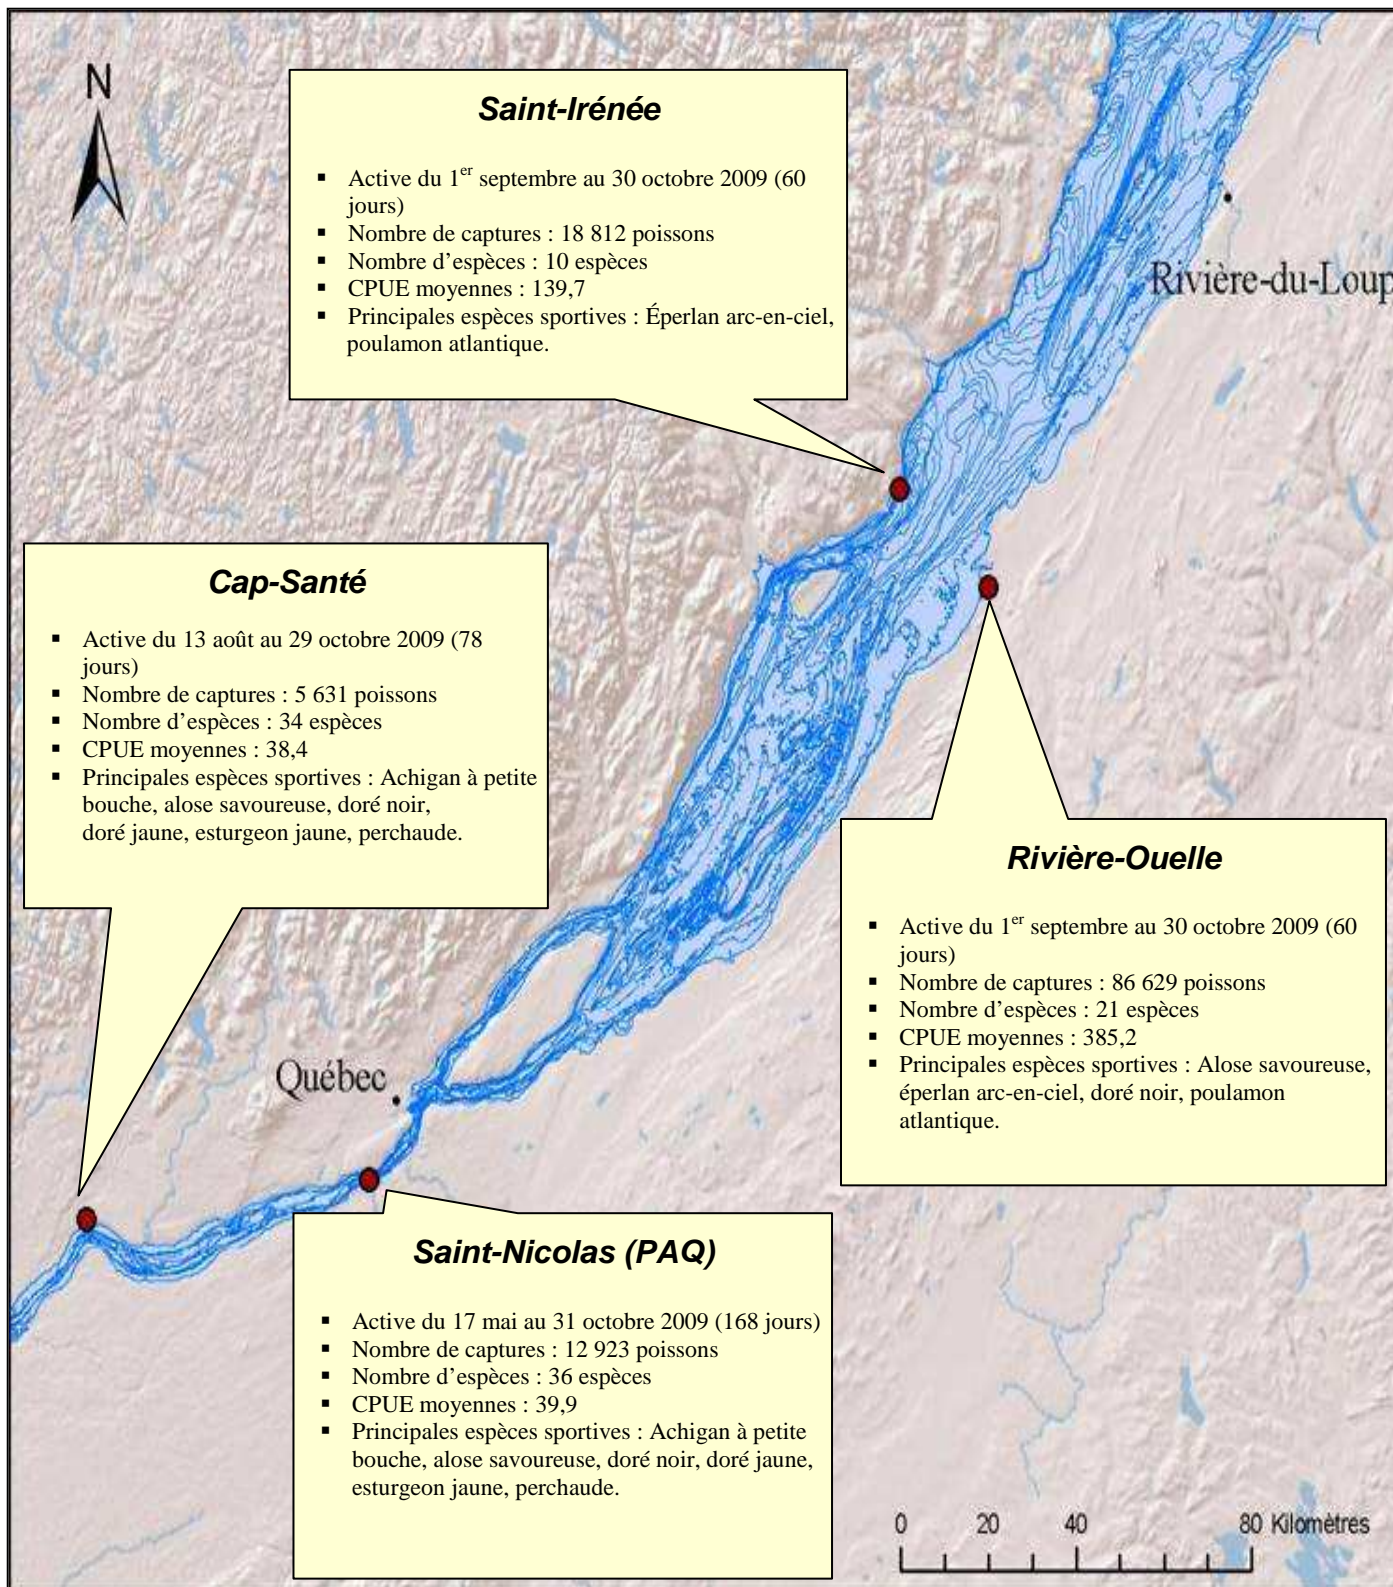 N
Saint-Irénée
▪ Active du 1er septembre au 30 octobre 2009 (60
jours)
▪ Nombre de captures : 18 812 poissons
▪ Nombre d'espèces : 10 espèces
▪ CPUE moyennes : 139,7
▪ Principales espèces sportives : Éperlan arc-en-ciel,
poulamon atlantique.
Rivière-du-Loup
Cap-Santé
▪ Active du 13 août au 29 octobre 2009 (78
jours)
▪ Nombre de captures : 5 631 poissons
▪ Nombre d'espèces : 34 espèces
▪ CPUE moyennes : 38,4
▪ Principales espèces sportives : Achigan à petite
bouche, alose savoureuse, doré noir,
doré jaune, esturgeon jaune, perchaude.
Rivière-Ouelle
▪ Active du 1er septembre au 30 octobre 2009 (60
jours)
▪ Nombre de captures : 86 629 poissons
▪ Nombre d'espèces : 21 espèces
▪ CPUE moyennes : 385,2
▪ Principales espèces sportives : Alose savoureuse,
éperlan arc-en-ciel, doré noir, poulamon
atlantique.
Québec
Saint-Nicolas (PAQ)
▪ Active du 17 mai au 31 octobre 2009 (168 jours)
▪ Nombre de captures : 12 923 poissons
▪ Nombre d'espèces : 36 espèces
▪ CPUE moyennes : 39,9
▪ Principales espèces sportives : Achigan à petite
bouche, alose savoureuse, doré noir, doré jaune,
esturgeon jaune, perchaude.
0 20 40 80 Kilomètres